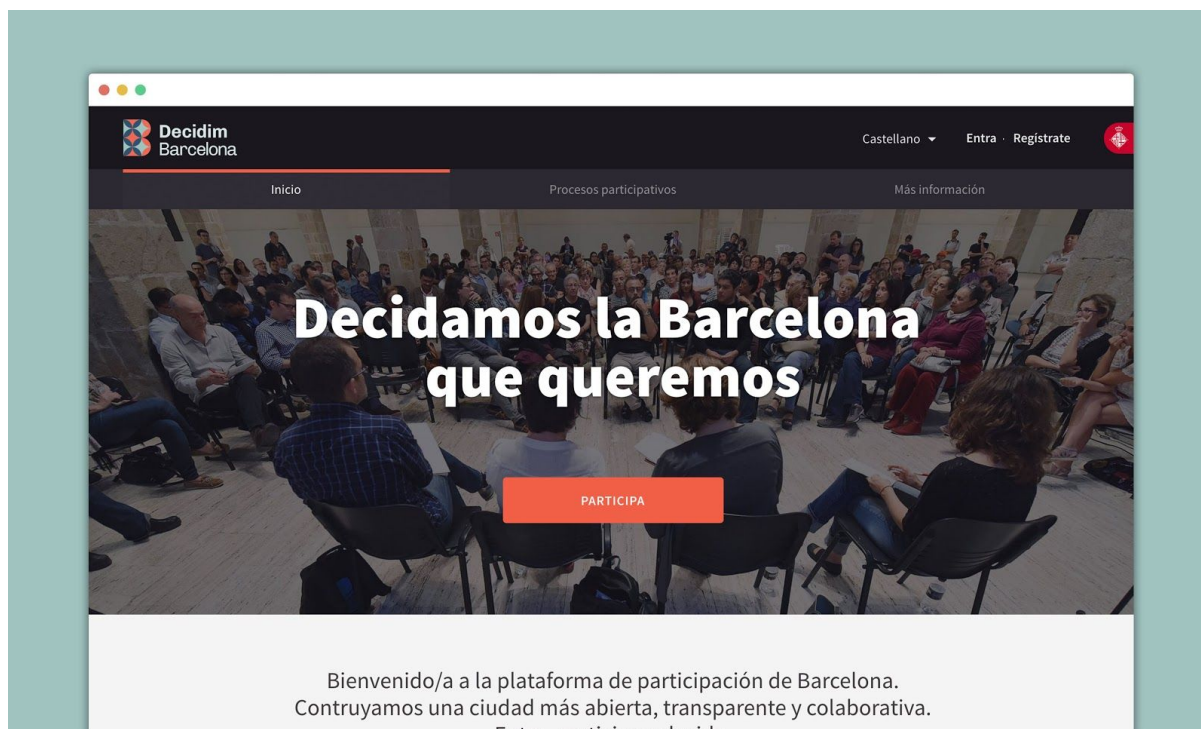 Decidim
Barcelona
Castellano
Entra · Regístrate
Inicio
Procesos participativos
Más información
Decidamos la Barcelona
que queremos
PARTICIPA
Bienvenido/a a la plataforma de participación de Barcelona.
Contruyamos una ciudad más abierta, transparente y colaborativa.